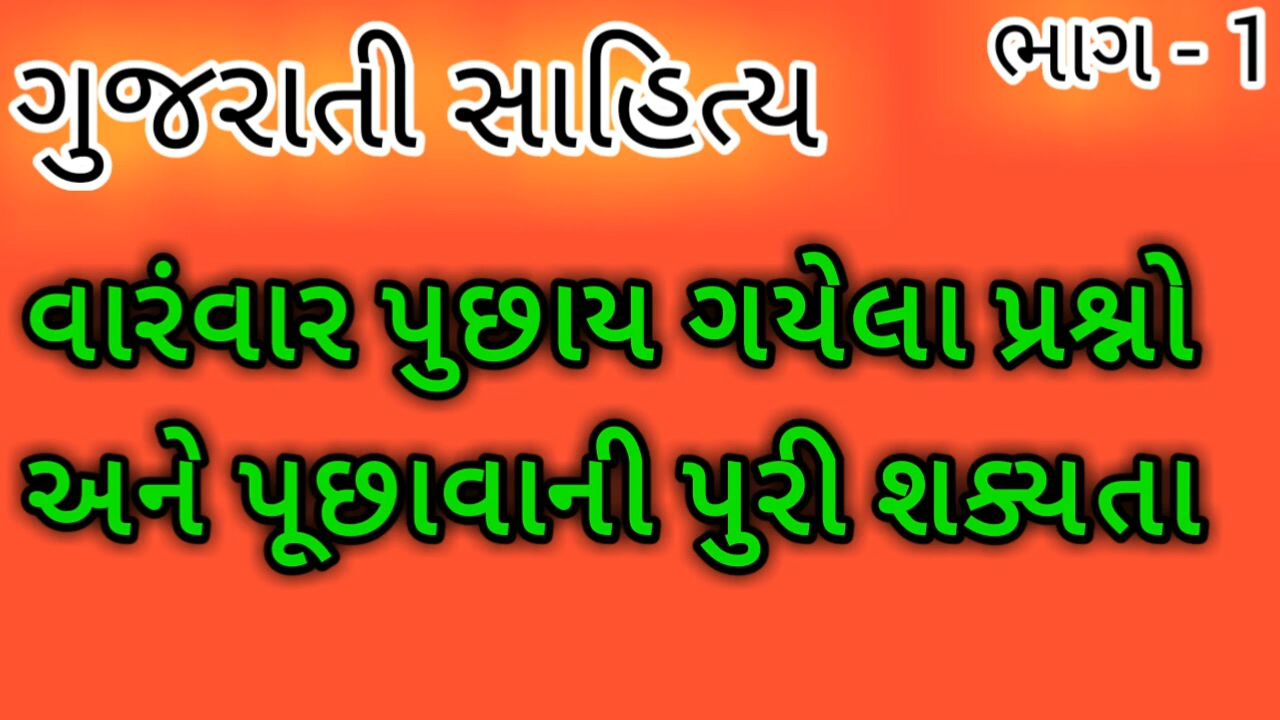 ગુજરાતી સાહિત્ય
ભાગ - 1
વારંવાર પુછાય ગયેલા પ્રશ્નો
અને પૂછાવાની પુરી શક્યતા